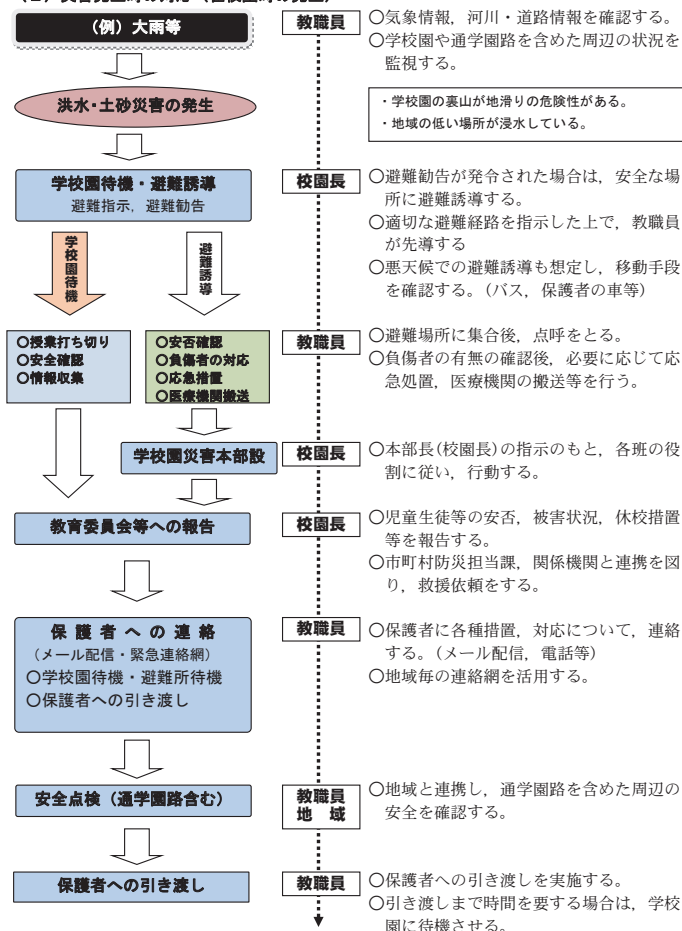 （例）大雨等
教職員
〇気象情報，河川・道路情報を確認する。
〇学校園や通学園路を含めた周辺の状況を
監視する。
洪水・土砂災害の発生
・学校園の裏山が地滑りの危険性がある。
・地域の低い場所が浸水している。
学校園待機・避難誘導
避難指示，避難勧告
校園長
〇避難勧告が発令された場合は，安全な場
所に避難誘導する。
〇適切な避難経路を指示した上で，教職員
が先導する
〇悪天候での避難誘導も想定し，移動手段
を確認する。（バス，保護者の車等）
学校園待機
避難誘導
〇授業打ち切り
〇安全確認
〇情報収集
〇安否確認
〇負傷者の対応
〇応急措置
〇医療機関搬送
教職員
〇避難場所に集合後，点呼をとる。
〇負傷者の有無の確認後，必要に応じて応
急処置，医療機関の搬送等を行う。
学校園災害本部設
校園長
〇本部長(校園長)の指示のもと，各班の役
割に従い，行動する。
教育委員会等への報告
校園長
〇児童生徒等の安否，被害状況，休校措置
等を報告する。
〇市町村防災担当課，関係機関と連携を図
り，救援依頼をする。
保護者への連絡
（メール配信・緊急連絡網）
〇学校園待機・避難所待機
〇保護者への引き渡し
教職員
〇保護者に各種措置，対応について，連絡
する。（メール配信，電話等）
〇地域毎の連絡網を活用する。
安全点検（通学園路含む）
教職員
地　域
〇地域と連携し，通学園路を含めた周辺の
安全を確認する。
保護者への引き渡し
教職員
〇保護者への引き渡しを実施する。
〇引き渡しまで時間を要する場合は，学校
園に待機させる。